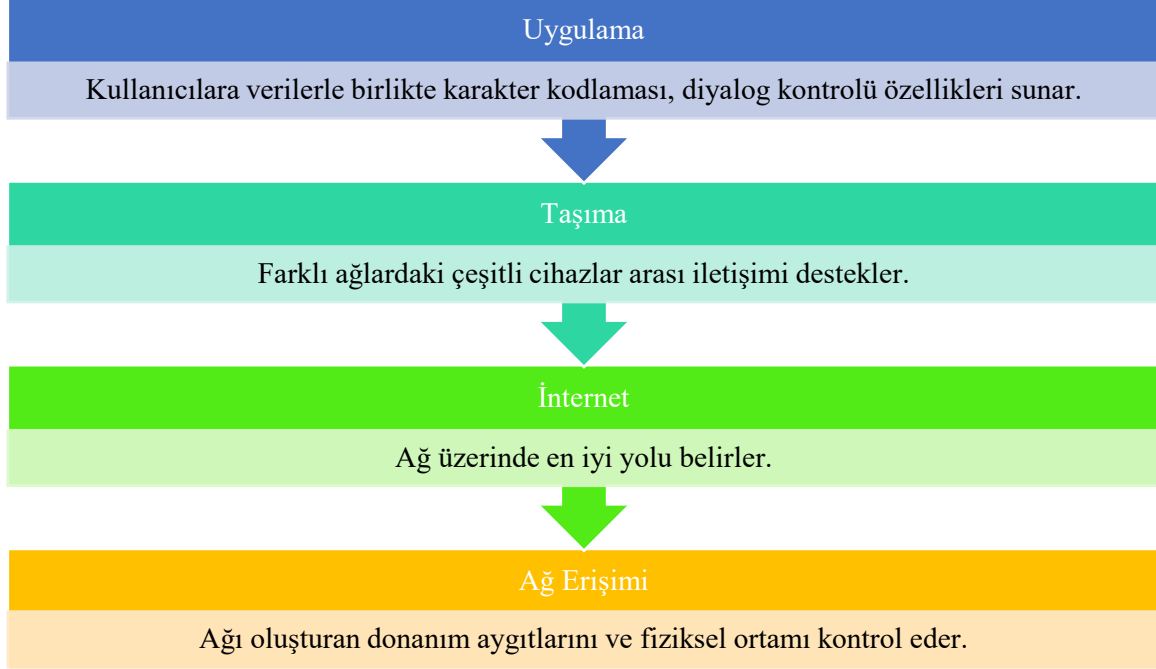 Uygulama
Kullanıcılara verilerle birlikte karakter kodlaması, diyalog kontrolü özellikleri sunar.
Taşıma
Farklı ağlardaki çeşitli cihazlar arası iletişimi destekler.
İnternet
Ağ üzerinde en iyi yolu belirler.
Ağ Erişimi
Ağı oluşturan donanım aygıtlarını ve fiziksel ortamı kontrol eder.